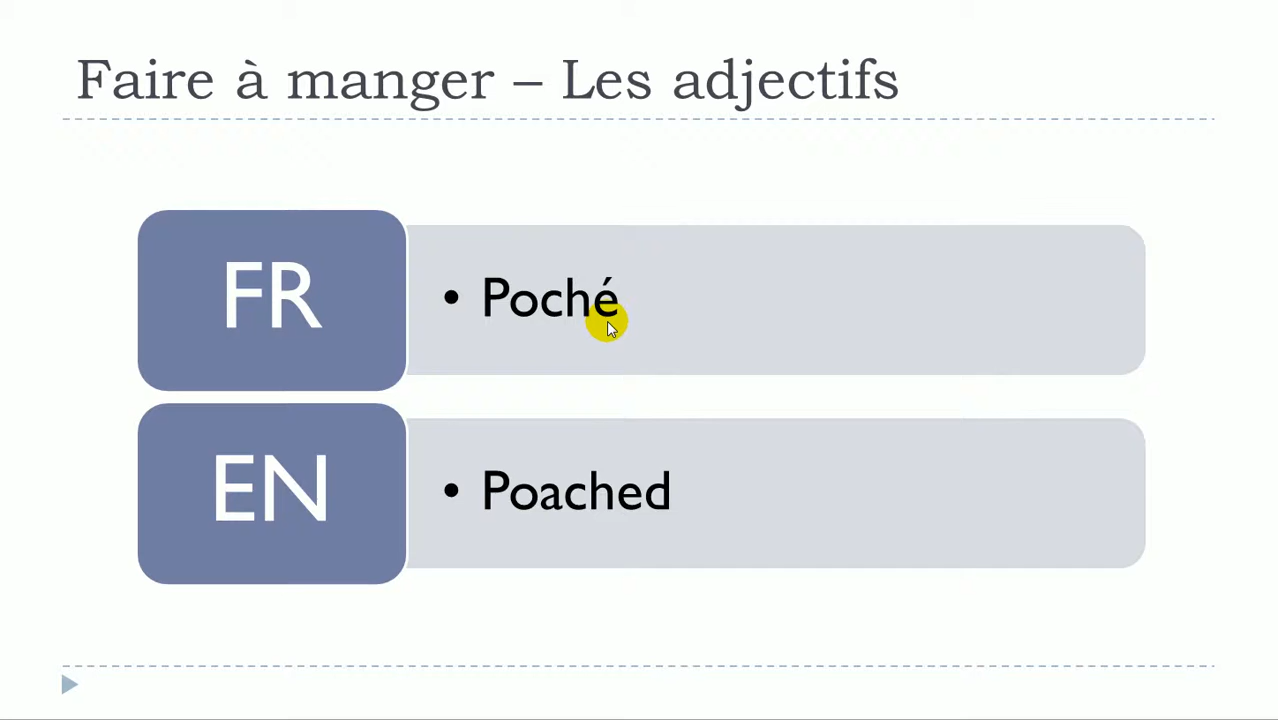 Faire à manger – Les adjectifs
FR
• Poché
EN
• Poached